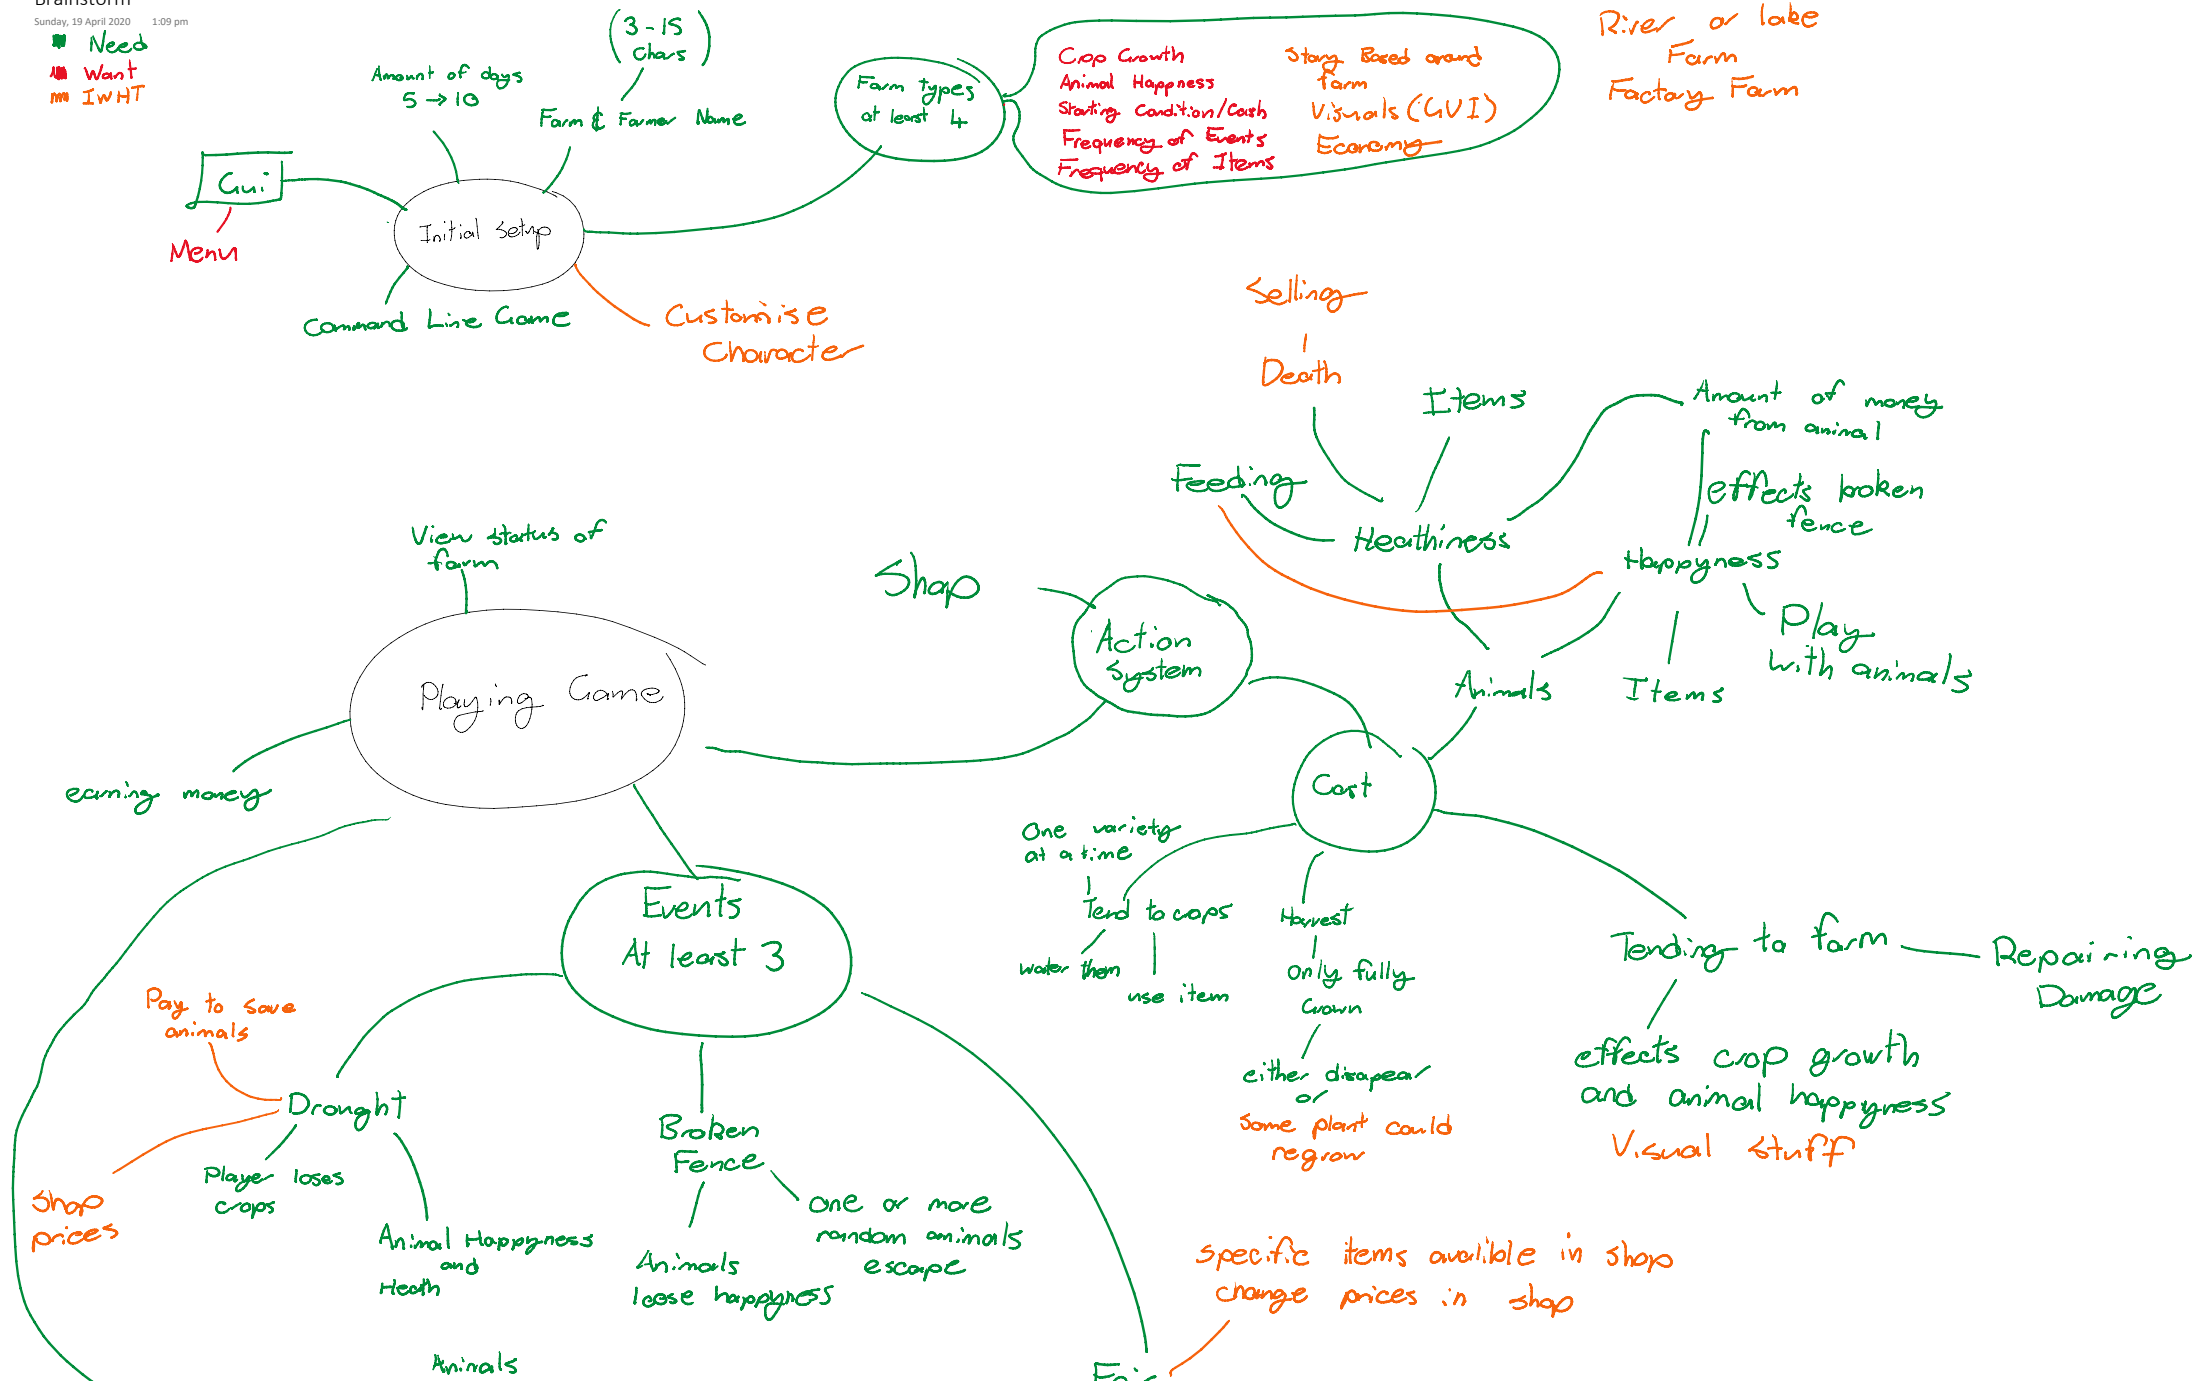 Brainstorm
Sunday, 19 April 2020 1:09 pm
Need
Want
IWHT
Amount of days
5 → 10
(3-15
Chars)
Farm & Farmer Name
Gui
Menu
Initial Setup
Command Line Game
Customise
Character
Farm types
at least 4
Crop Growth
Animal Happness
Starting Condition/Cash
Frequency of Events
Frequency of Items
Story Based around
farm
Visuals (GUI)
Economy
River or lake
Farm
Factory Farm
Selling
Death
Items
Feeding
Heathiness
Amount of money
from animal
effects broken
fence
Happyness
Play
with animals
Items
Animals
View status of
farm
Playing Game
earning money
Shop
Action
System
Cost
One variety
at a time
Tend to cops
water them
use item
Harvest
Only fully
Grown
either disapear
or
Some plant could
regrow
Tending to farm
Repairing
Damage
effects crop growth
and animal happyness
Visual stuff
Events
At least 3
Pay to save
animals
Drought
Shop
prices
Player loses
crops
Animal Happyness
and
Heath
Broken
Fence
Animals
loose happyness
one or more
random animals
escape
specific items avalible in shop
change prices in shop
Animals
Fair